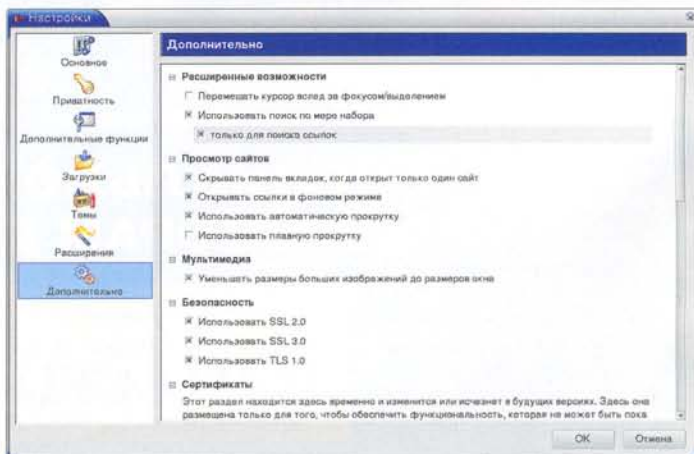 Настройки
Основное
Приватность
Дополнительные функции
Загрузки
Темы
Расширения
Дополнительно
Дополнительно
Расширенные возможности
Перемещать курсор вслед за фокусом/выделением
Использовать поиск по мере набора
только для поиска ссылок
Просмотр сайтов
Скрывать панель вкладок, когда открыт только один сайт
Открывать ссылки в фоновом режиме
Использовать автоматическую прокрутку
Использовать плавную прокрутку
Мультимедиа
Уменьшать размеры больших изображений до размеров окна
Безопасность
Использовать SSL 2.0
Использовать SSL 3.0
Использовать TLS 1.0
Сертификаты
Этот раздел находится здесь временно и изменится или исчезнет в будущих версиях. Здесь она
размещена только для того, чтобы обеспечить функциональность, которая не может быть пока
OK
Отмена